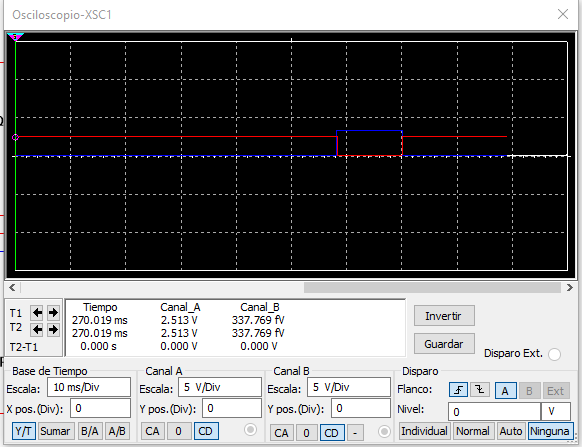 Osciloscopio-XSC1
T1
T2
T2-T1
Tiempo Canal_A Canal_B
270.019 ms 2.513 V 337.769 fV
270.019 ms 2.513 V 337.769 fV
0.000 s 0.000 V 0.000 V
Invertir
Guardar
Disparo Ext.
Base de Tiempo
Escala: 10 ms/Div
X pos.(Div): 0
Y/T Sumar B/A A/B
Canal A
Escala: 5 V/Div
Y pos.(Div): 0
CA 0 CD
Canal B
Escala: 5 V/Div
Y pos.(Div): 0
CA 0 CD -
Disparo
Flanco: A B Ext
Nivel: 0 V
Individual Normal Auto Ninguna